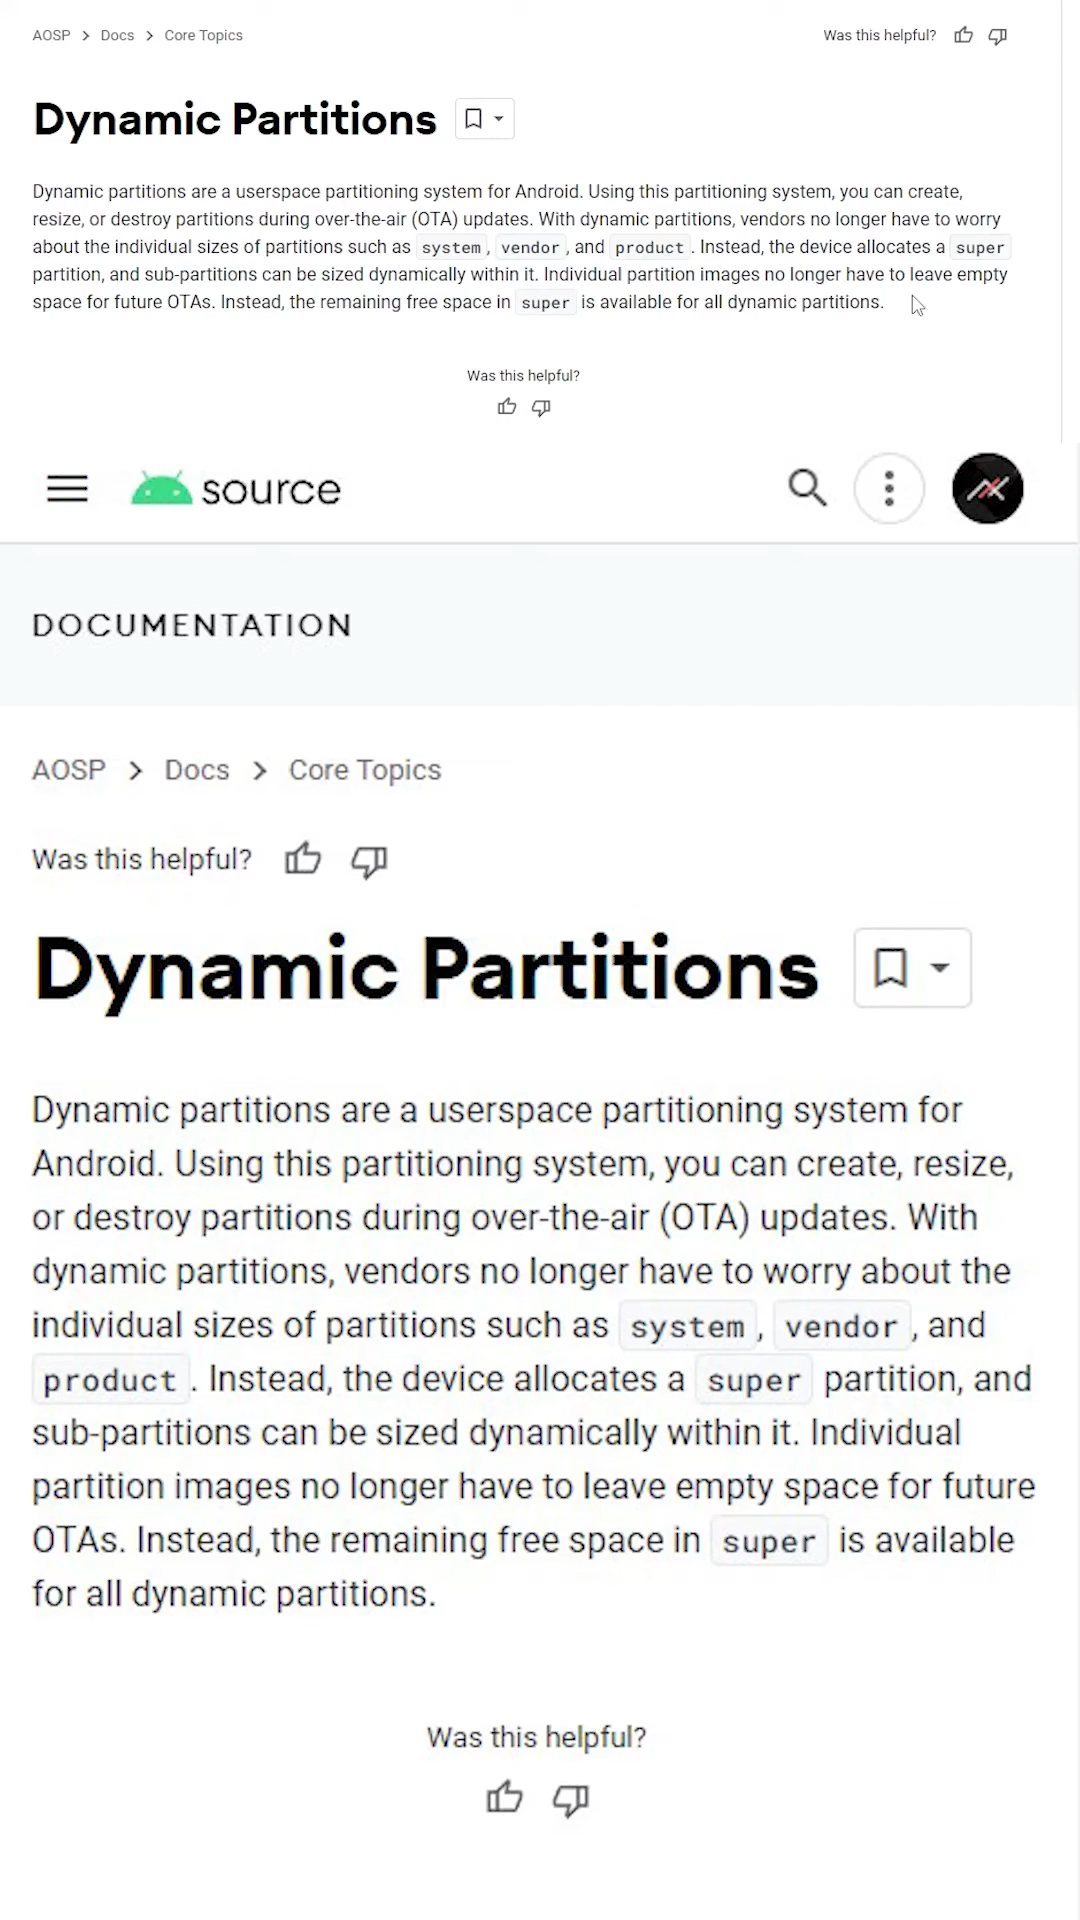 AOSP > Docs > Core Topics
Was this helpful?
Dynamic Partitions
Dynamic partitions are a userspace partitioning system for Android. Using this partitioning system, you can create,
resize, or destroy partitions during over-the-air (OTA) updates. With dynamic partitions, vendors no longer have to worry
about the individual sizes of partitions such as system, vendor, and product. Instead, the device allocates a super
partition, and sub-partitions can be sized dynamically within it. Individual partition images no longer have to leave empty
space for future OTAs. Instead, the remaining free space in super is available for all dynamic partitions.
Was this helpful?
source
DOCUMENTATION
AOSP > Docs > Core Topics
Was this helpful?
Dynamic Partitions
Dynamic partitions are a userspace partitioning system for
Android. Using this partitioning system, you can create, resize,
or destroy partitions during over-the-air (OTA) updates. With
dynamic partitions, vendors no longer have to worry about the
individual sizes of partitions such as system, vendor, and
product. Instead, the device allocates a super partition, and
sub-partitions can be sized dynamically within it. Individual
partition images no longer have to leave empty space for future
OTAs. Instead, the remaining free space in super is available
for all dynamic partitions.
Was this helpful?